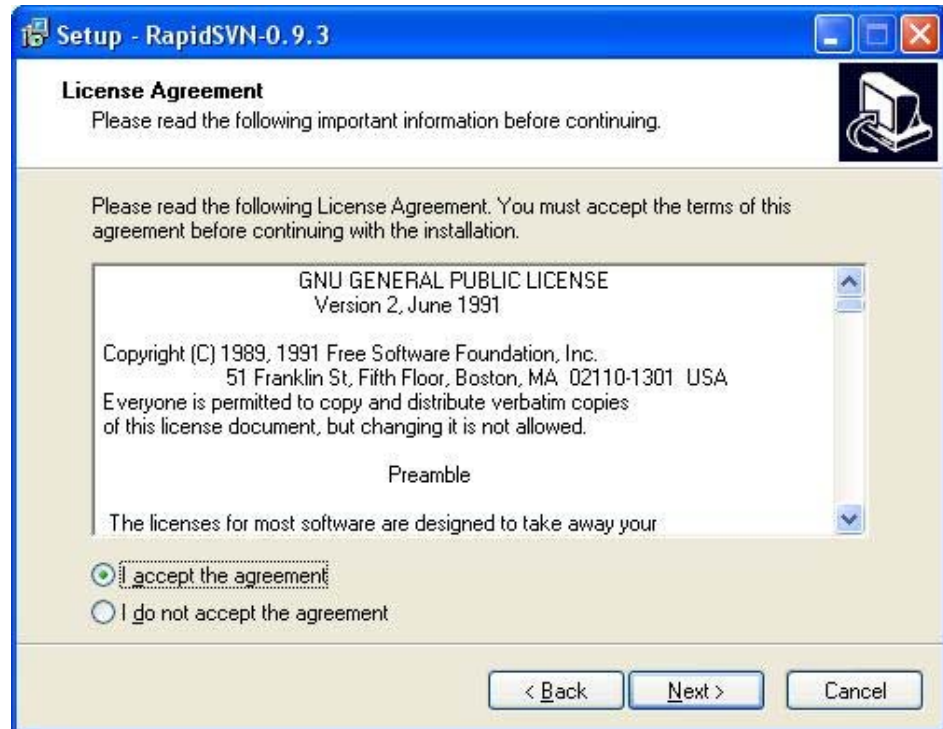 Setup - RapidSVN-0.9.3
License Agreement
Please read the following important information before continuing.
Please read the following License Agreement. You must accept the terms of this
agreement before continuing with the installation.
GNU GENERAL PUBLIC LICENSE
Version 2, June 1991
Copyright (C) 1989, 1991 Free Software Foundation, Inc.
51 Franklin St, Fifth Floor, Boston, MA 02110-1301 USA
Everyone is permitted to copy and distribute verbatim copies
of this license document, but changing it is not allowed.
Preamble
The licenses for most software are designed to take away your
I accept the agreement
I do not accept the agreement
< Back Next > Cancel